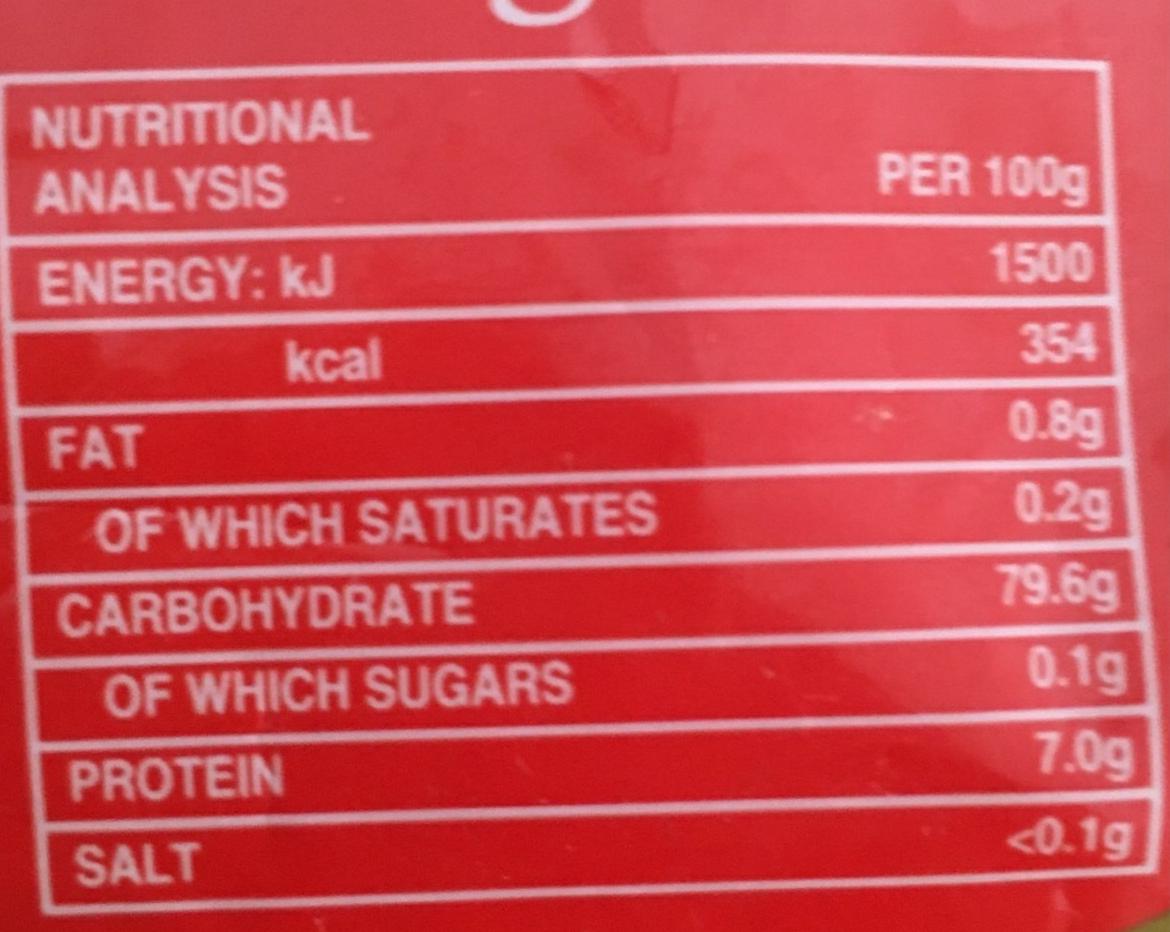 NUTRITIONAL
ANALYSIS PER 100g
ENERGY: kJ 1500
kcal 354
FAT 0.8g
OF WHICH SATURATES 0.2g
CARBOHYDRATE 79.6g
OF WHICH SUGARS 0.1g
PROTEIN 7.0g
SALT <0.1g